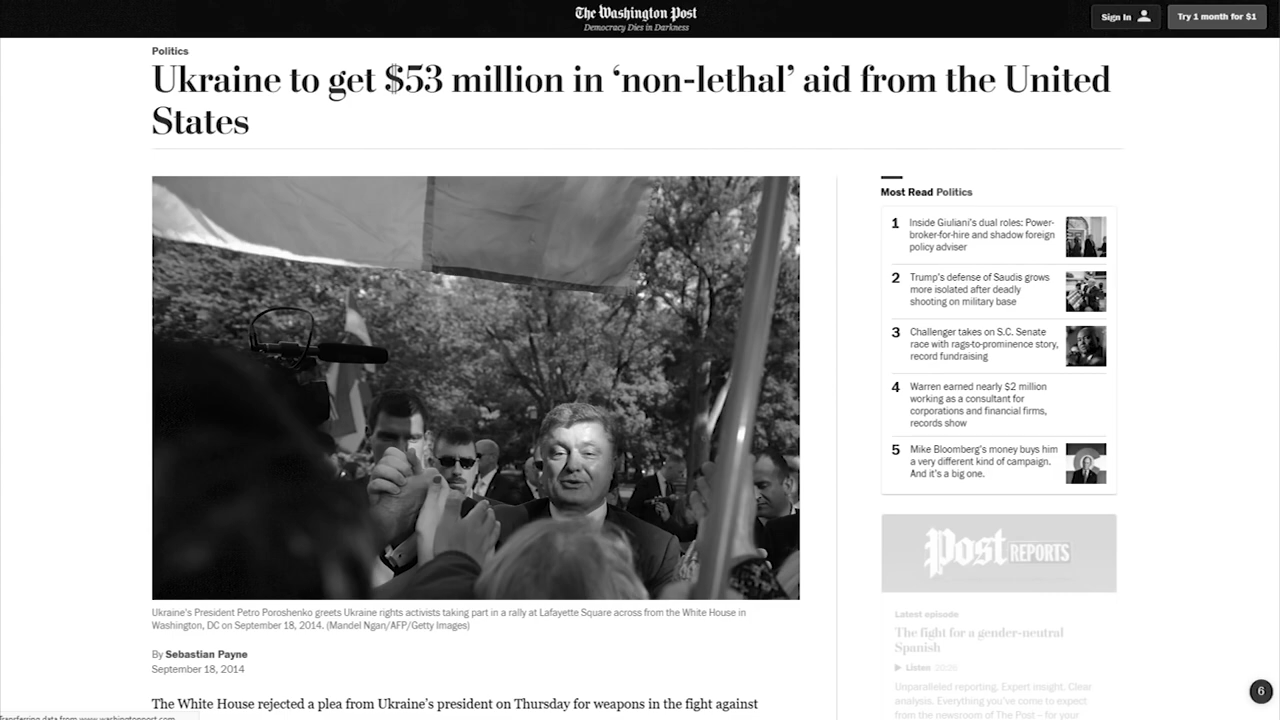 The Washington Post
Democracy Dies in Darkness
Sign In
Try 1 month for $1
Politics
Ukraine to get $53 million in ‘non-lethal’ aid from the United
States
Ukraine's President Petro Poroshenko greets Ukraine rights activists taking part in a rally at Lafayette Square across from the White House in
Washington, DC on September 18, 2014. (Mandel Ngan/AFP/Getty Images)
By Sebastian Payne
September 18, 2014
The White House rejected a plea from Ukraine's president on Thursday for weapons in the fight against
Most Read Politics
1 Inside Giuliani's dual roles: Power-
broker-for-hire and shadow foreign
policy adviser
2 Trump's defense of Saudis grows
more isolated after deadly
shooting on military base
3 Challenger takes on S.C. Senate
race with rags-to-prominence story,
record fundraising
4 Warren earned nearly $2 million
working as a consultant for
corporations and financial firms,
records show
5 Mike Bloomberg's money buys him
a very different kind of campaign.
And it's a big one.
Post REPORTS
Latest episode
The fight for a gender-neutral
Spanish
Listen
Unparalleled reporting. Expert insight. Clear
analysis. Everything you've come to expect
from the newsroom of The Post – for your
6
Transferring data from www.washingtonpost.com